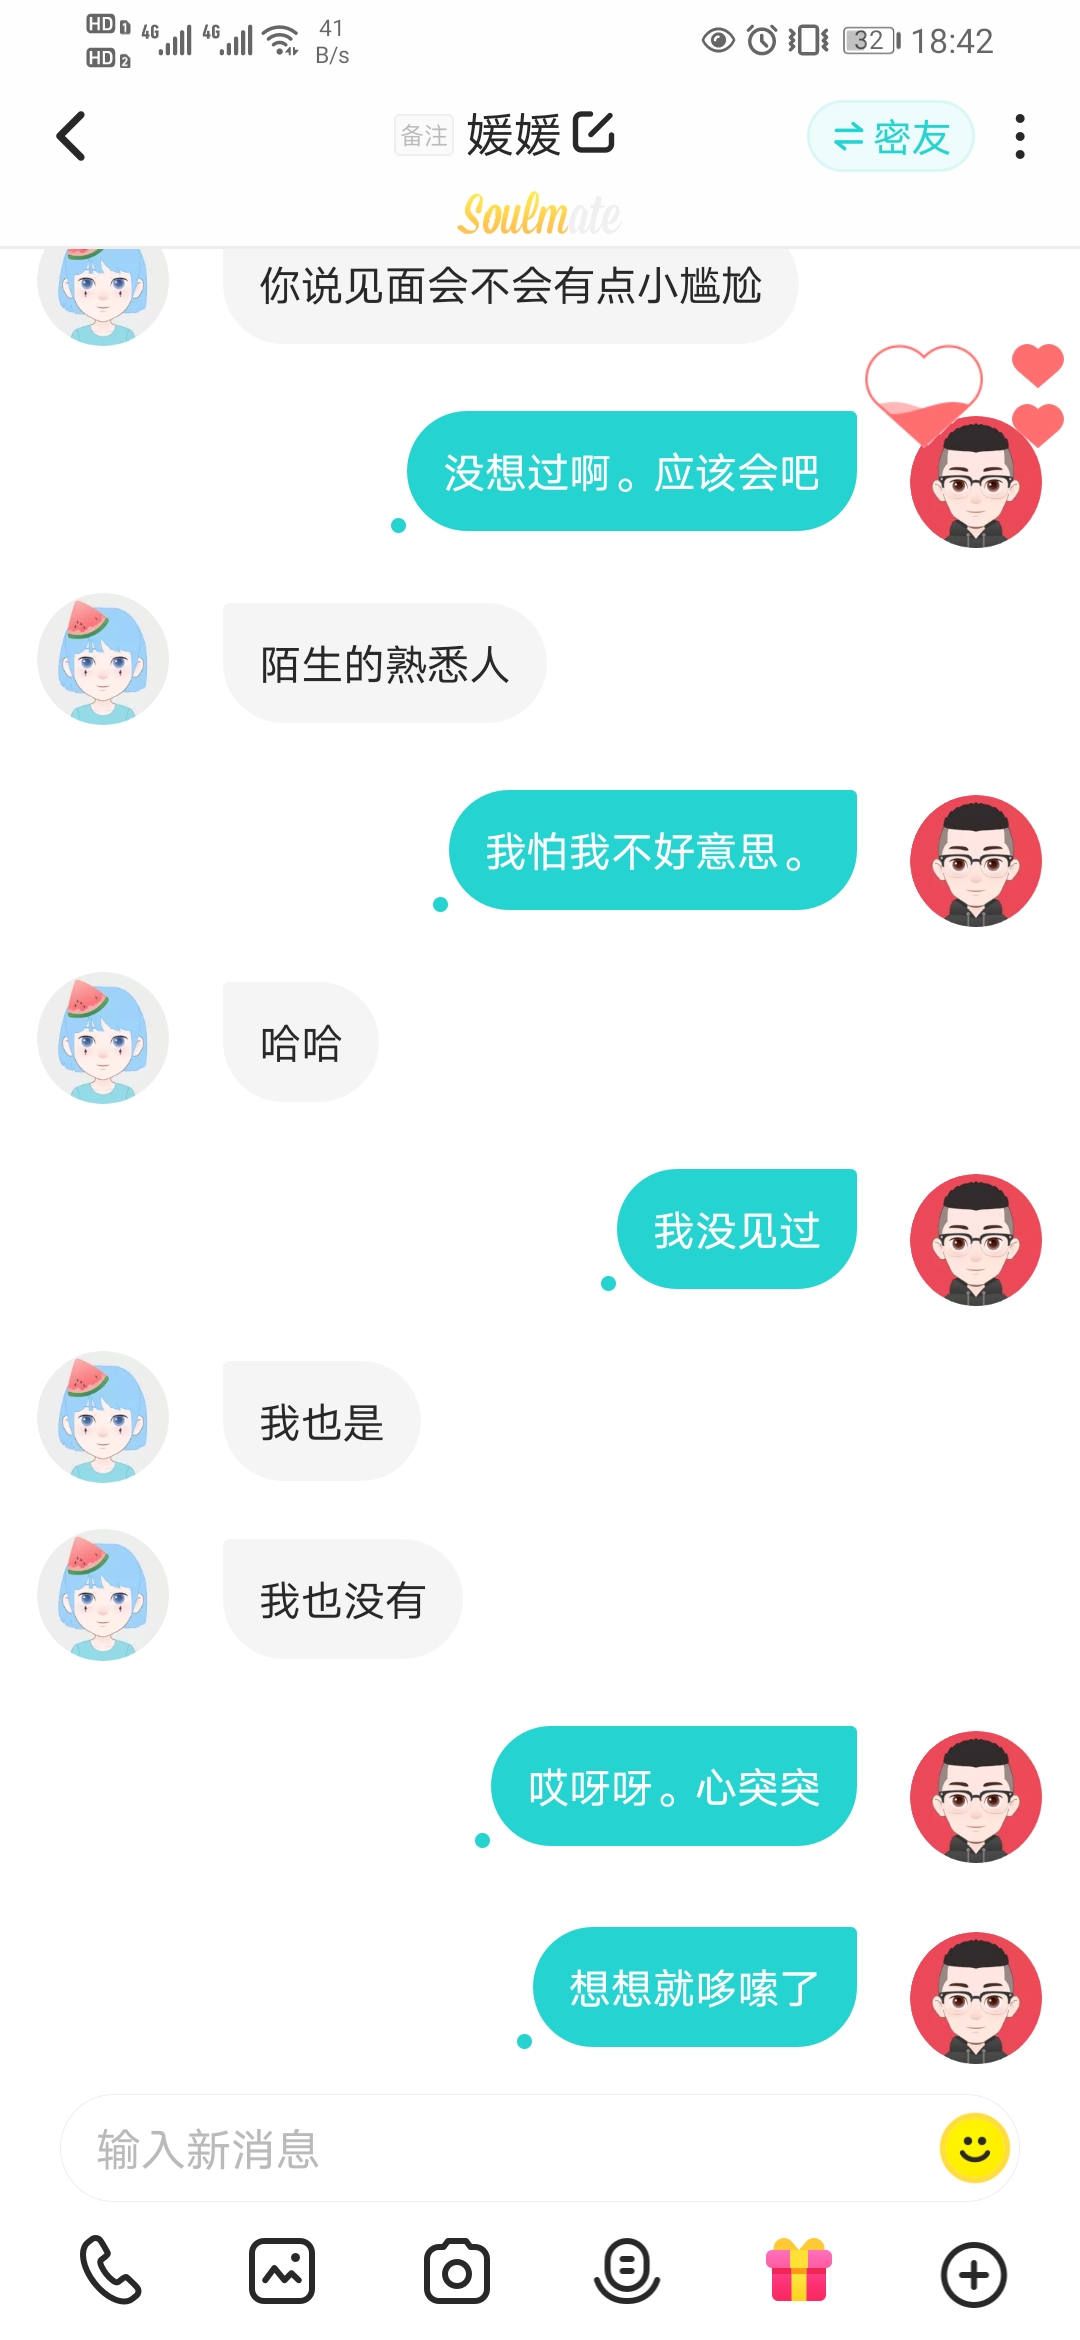 HD 1 4G 4G 41
HD 2 B/s
32 18:42
备注 媛媛 密友
Soulmate
你说见面会不会有点小尴尬
没想过啊。应该会吧
陌生的熟悉人
我怕我不好意思。
哈哈
我没见过
我也是
我也没有
哎呀呀。心突突
想想就哆嗦了
输入新消息